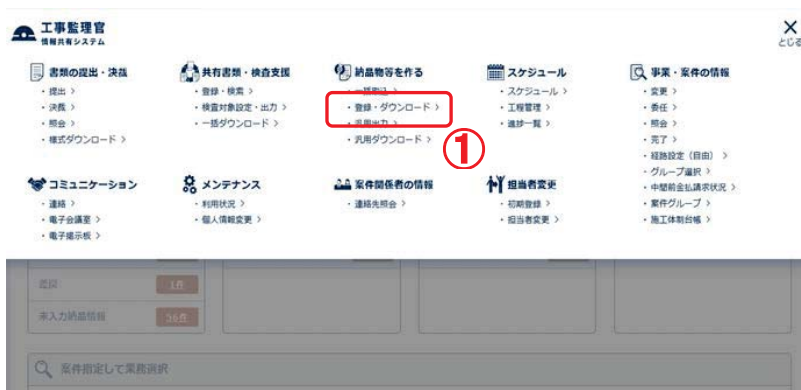 工事監理官
情報共有システム
とじる
書類の提出・決裁
・提出 >
・決裁 >
・照会 >
・様式ダウンロード >
共有書類・検査支援
・登録・検索 >
・検査対象設定・出力 >
・一括ダウンロード >
納品物等を作る
・一括取込 >
・登録・ダウンロード >
・汎用出力 >
・汎用ダウンロード >
①
スケジュール
・スケジュール >
・工程管理 >
・進捗一覧 >
事業・案件の情報
・変更 >
・委任 >
・照会 >
・完了 >
・経路設定（自由） >
・グループ選択 >
・中間前金払請求状況 >
・案件グループ >
・施工体制台帳 >
コミュニケーション
・連絡 >
・電子会議室 >
・電子掲示板 >
メンテナンス
・利用状況 >
・個人情報変更 >
案件関係者の情報
・連絡先照会 >
担当者変更
・初期登録 >
・担当者変更 >
差戻 1件
未入力納品情報 56件
案件指定して業務選択